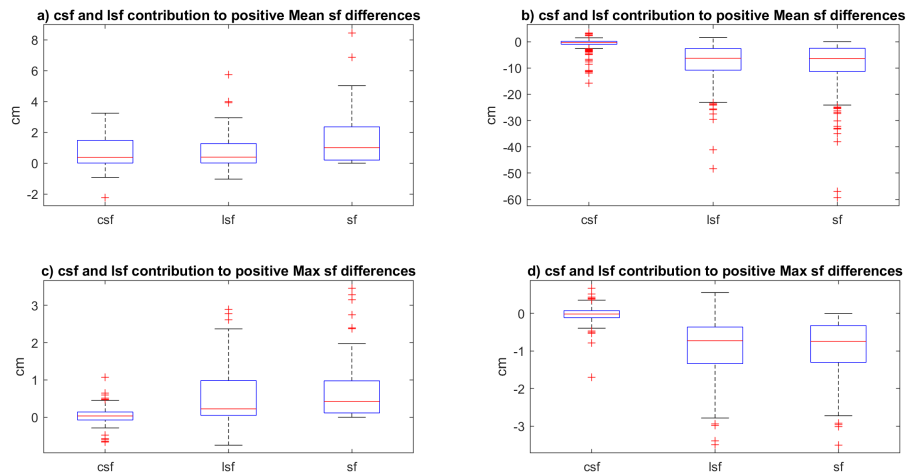 a) csf and lsf contribution to positive Mean sf differences
8
6
4
2
0
-2
cm
csf lsf sf
b) csf and lsf contribution to positive Mean sf differences
0
-10
-20
-30
-40
-50
-60
cm
csf lsf sf
c) csf and lsf contribution to positive Max sf differences
3
2
1
0
cm
csf lsf sf
d) csf and lsf contribution to positive Max sf differences
0
-1
-2
-3
cm
csf lsf sf